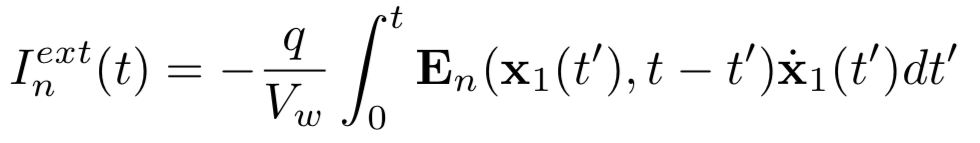 $I_n^{ext}(t) = -\frac{q}{V_w} \int_0^t \mathbf{E}_n(\mathbf{x}_1(t'), t - t') \dot{\mathbf{x}}_1(t') dt'$